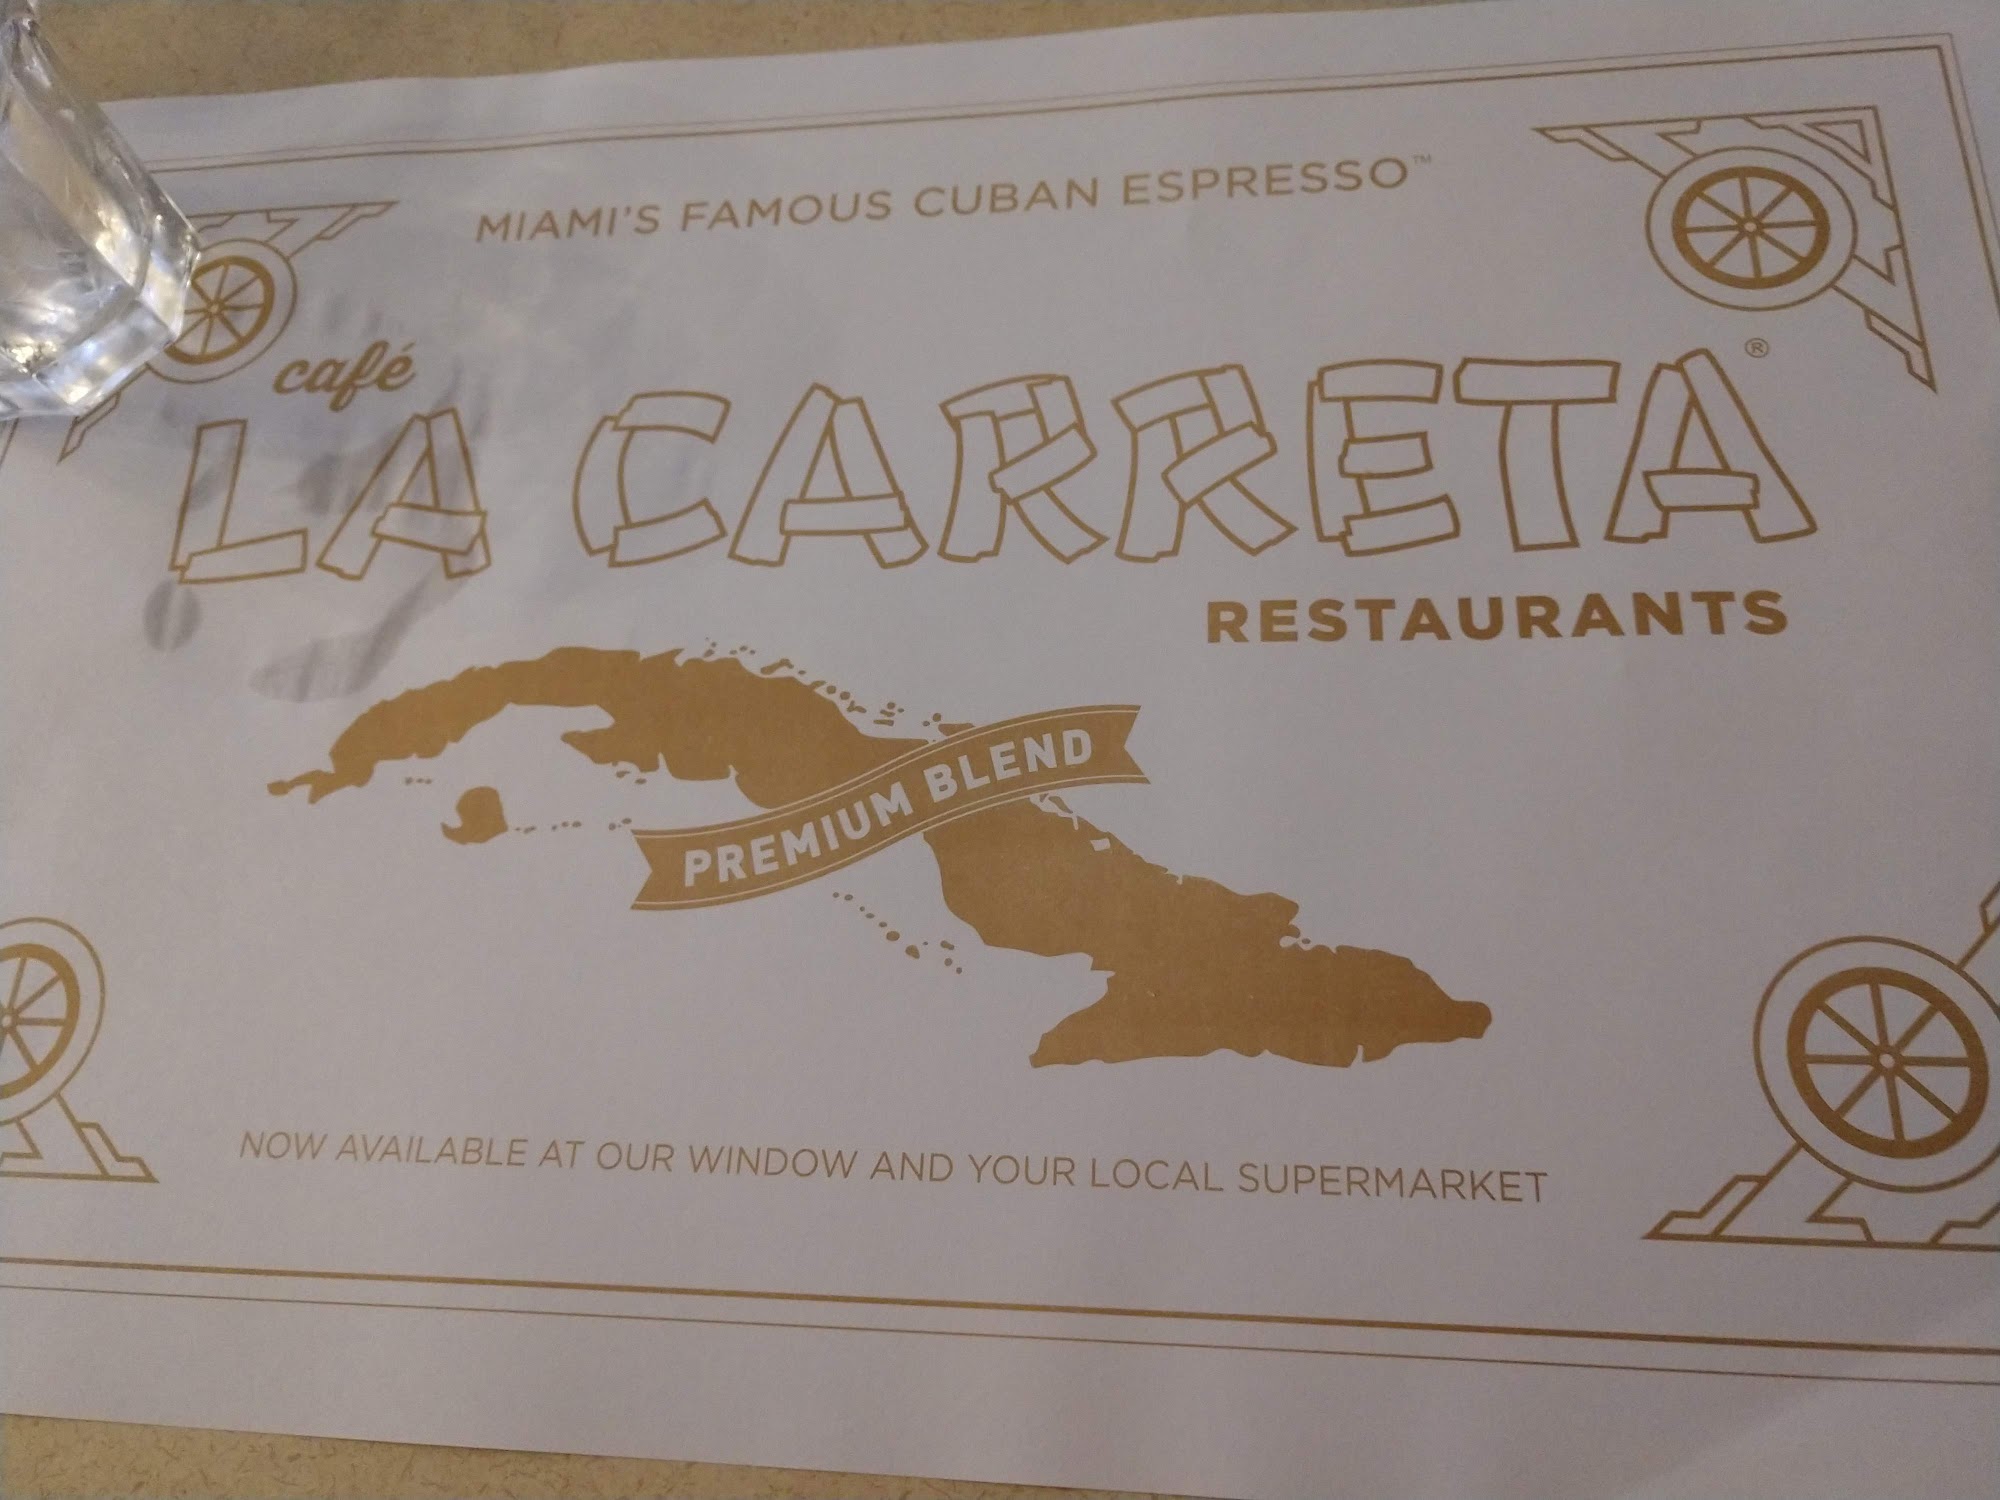 MIAMI'S FAMOUS CUBAN ESPRESSO™
café
LA CARRETA®
RESTAURANTS
PREMIUM BLEND
NOW AVAILABLE AT OUR WINDOW AND YOUR LOCAL SUPERMARKET